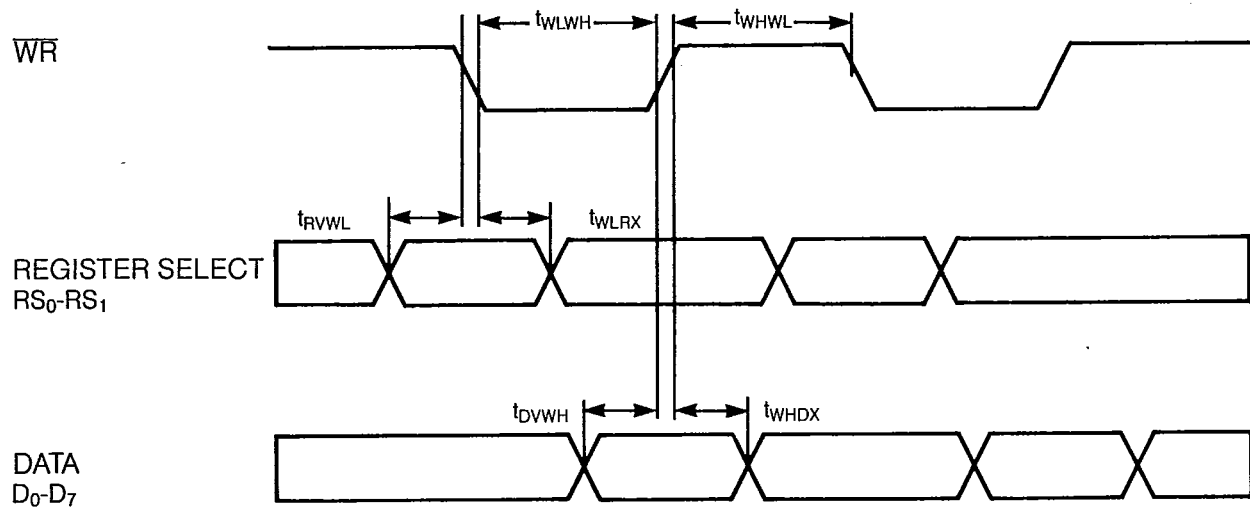 tWLWH
tWHWL
WR
tRVWL
tWLRX
REGISTER SELECT
RS0-RS1
tDVWH
tWHDX
DATA
D0-D7